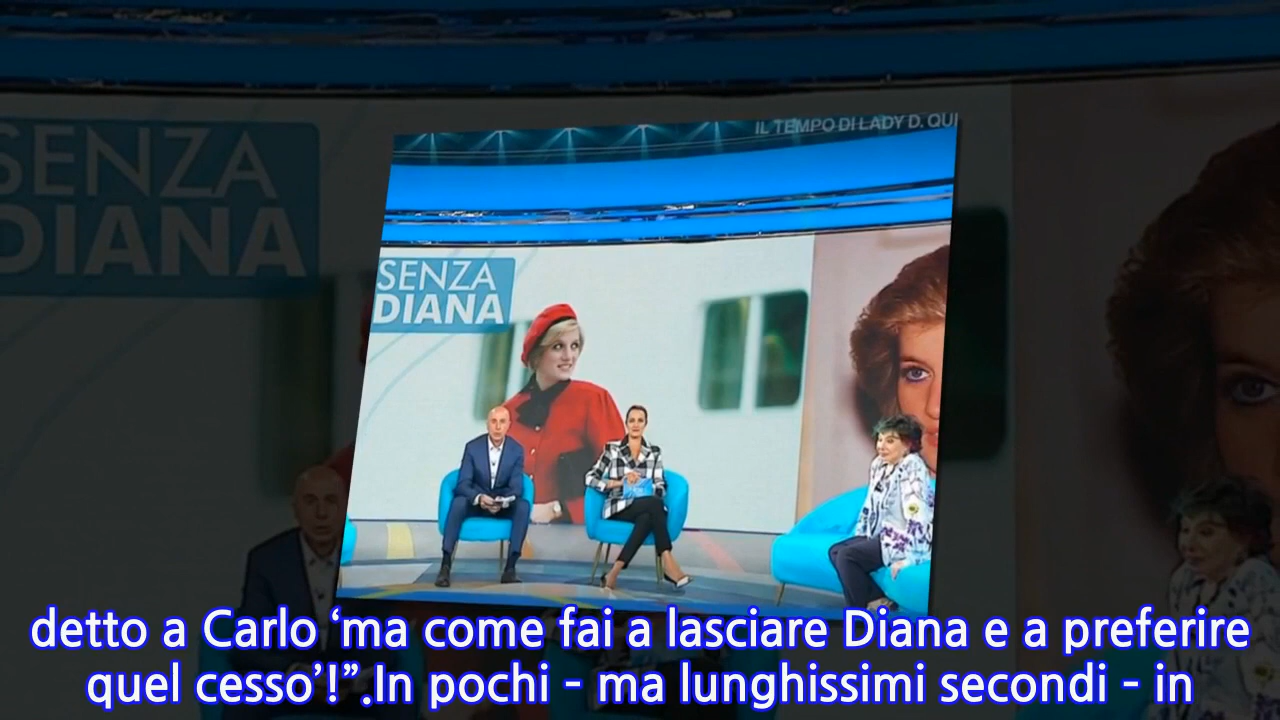 SENZA
DIANA
IL TEMPO DI LADY D. QUI
SENZA
DIANA
detto a Carlo ‘ma come fai a lasciare Diana e a preferire
quel cesso’!”.In pochi - ma lunghissimi secondi - in